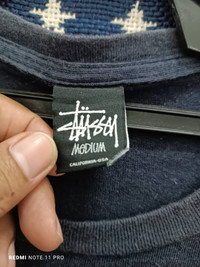 Stüssy
MEDIUM
CALIFORNIA-USA
REDMI NOTE 11 PRO